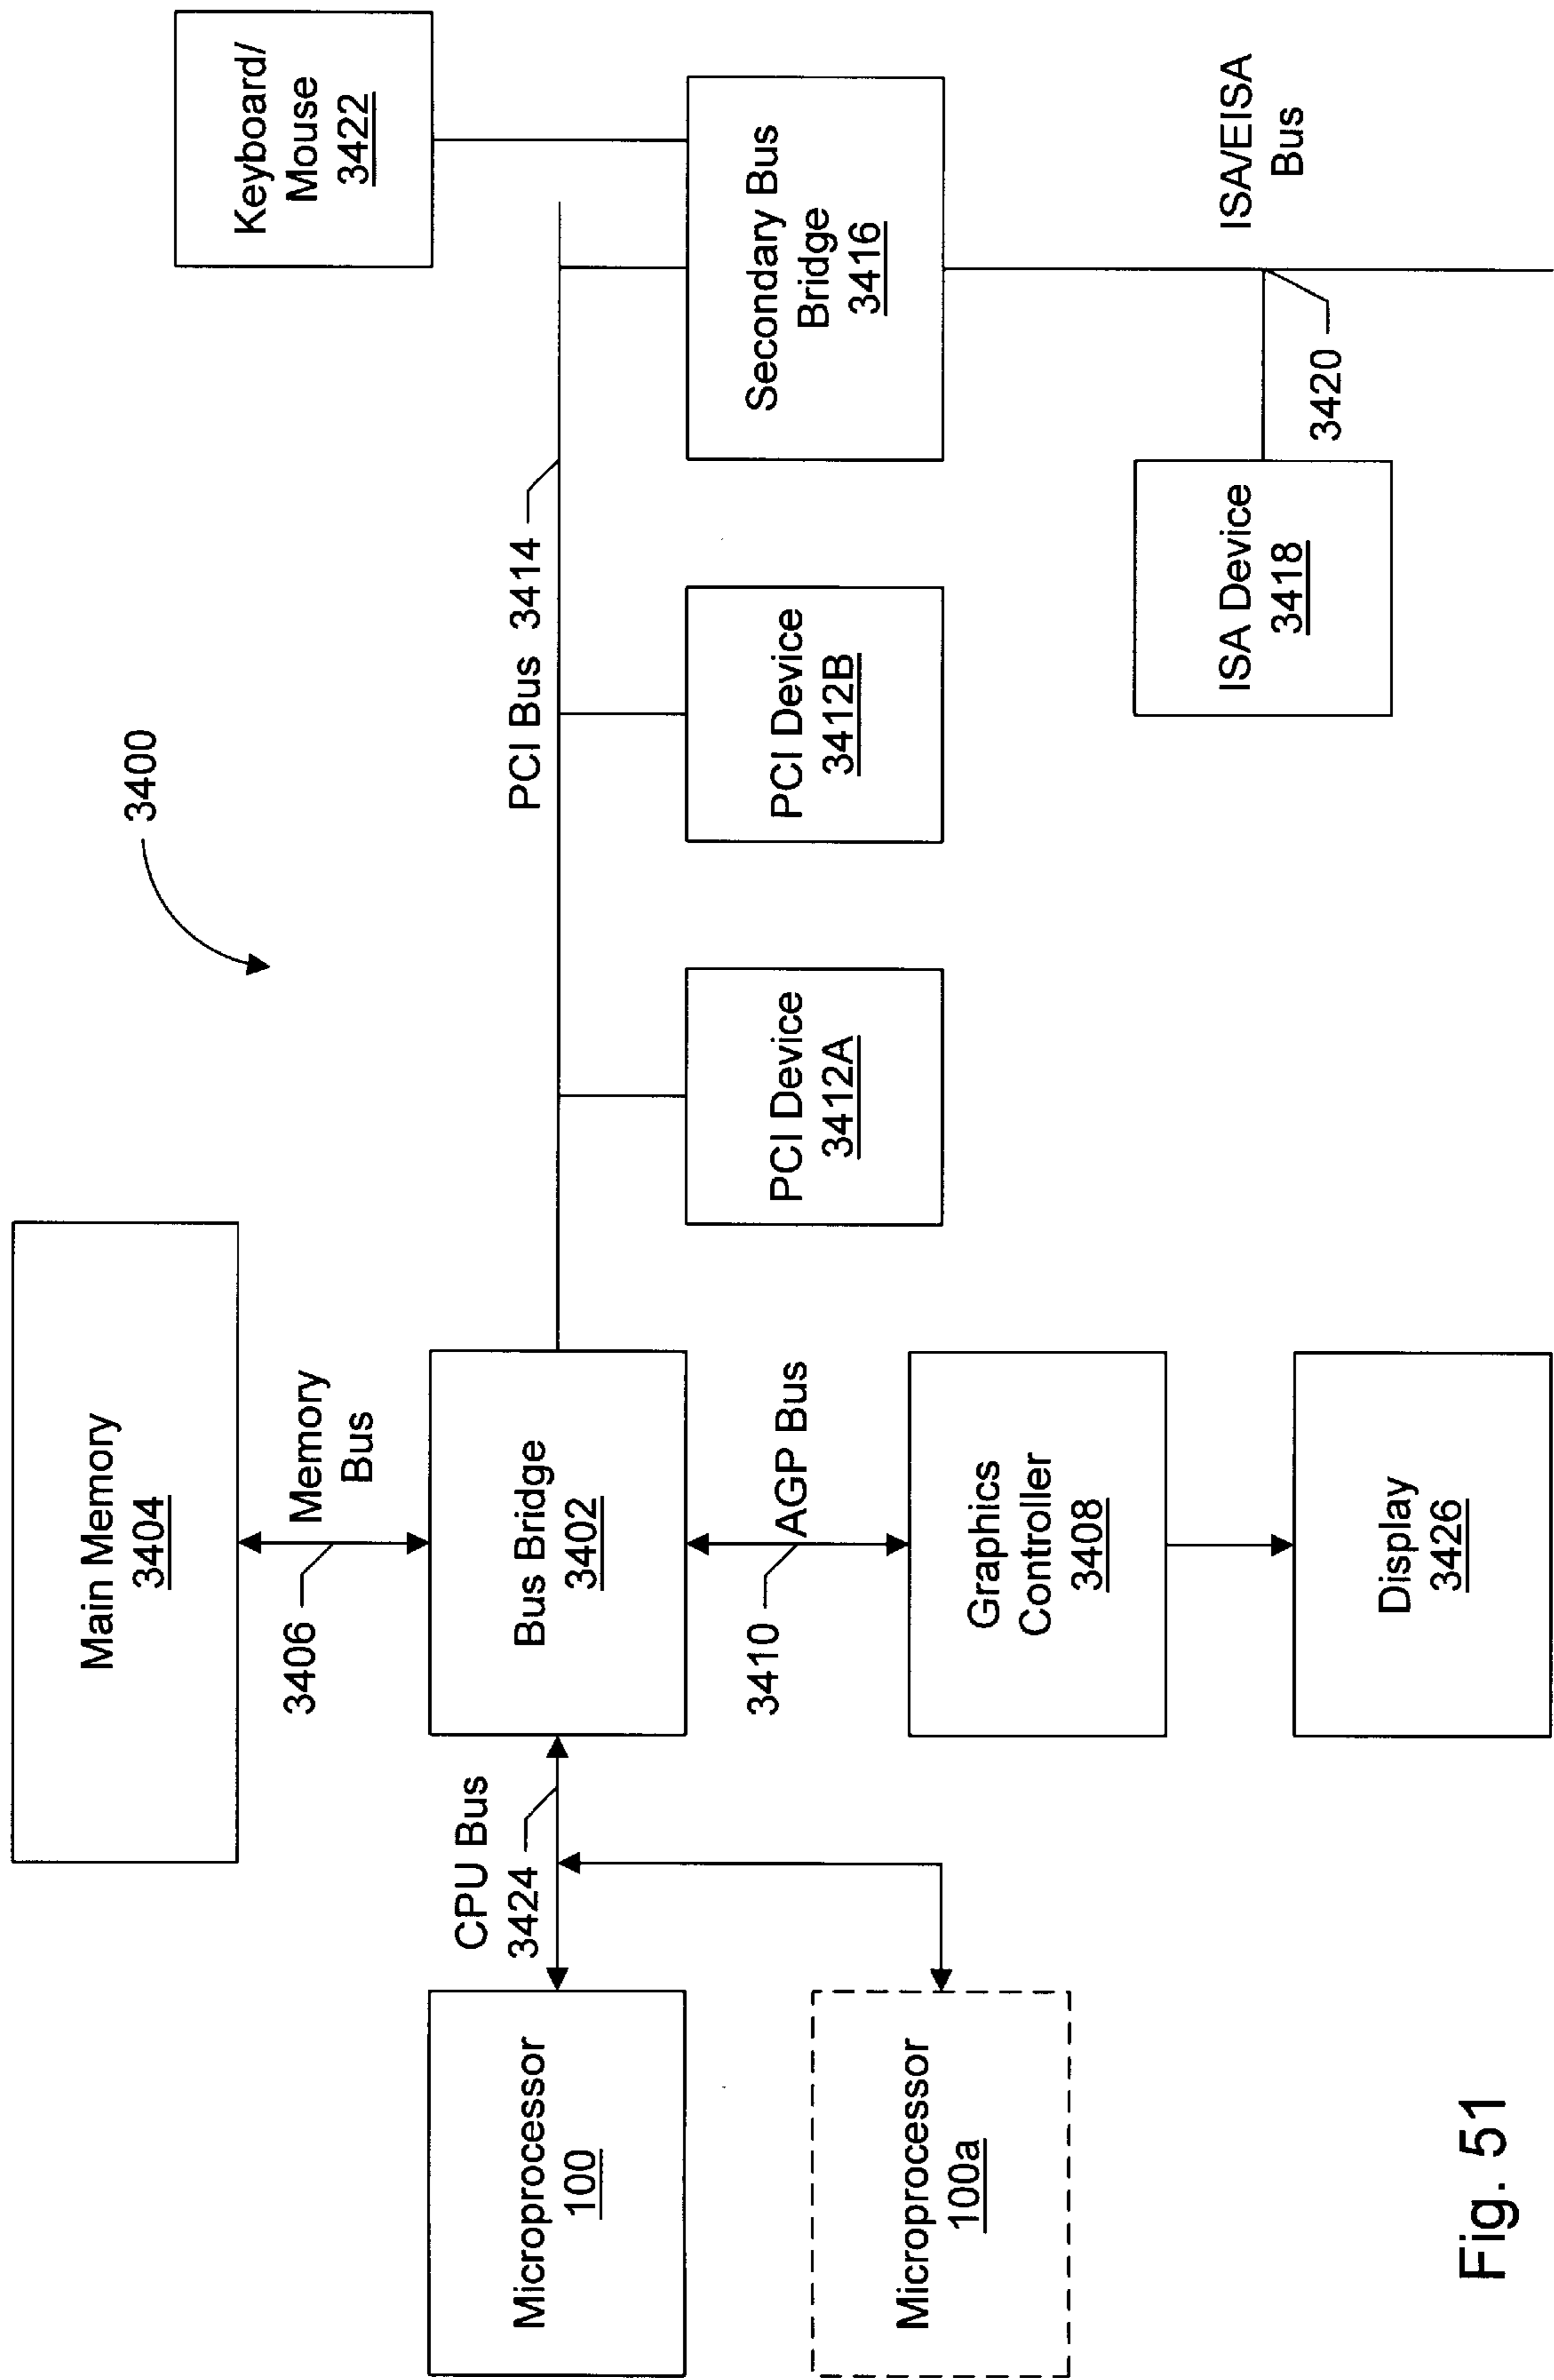 3400
Main Memory
3404
3406
Memory
Bus
Keyboard/
Mouse
3422
CPU Bus
3424
PCI Bus 3414
Microprocessor
100
Bus Bridge
3402
3410
AGP Bus
PCI Device
3412A
PCI Device
3412B
Secondary Bus
Bridge
3416
Microprocessor
100a
Graphics
Controller
3408
ISA Device
3418
3420
ISA/EISA
Bus
Display
3426
Fig. 51